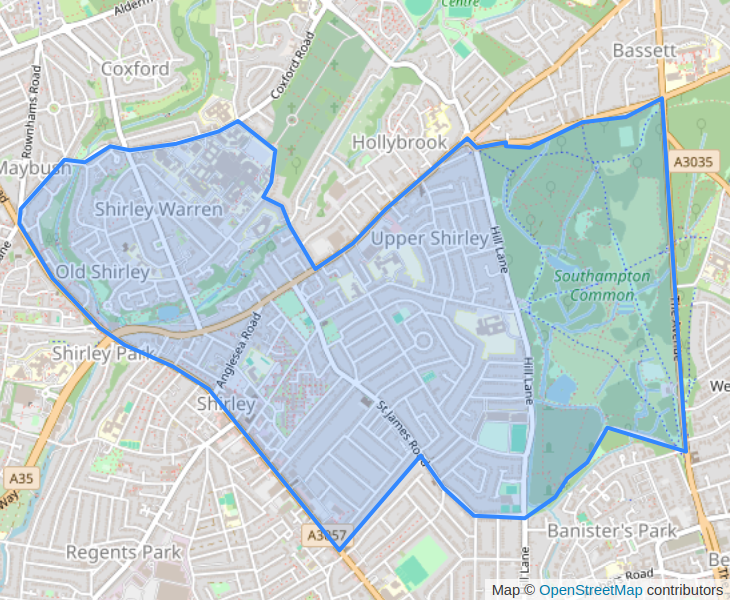 Alderm
Centre
Bassett
Coxford
Coxford Road
Rownhams Road
Hollybrook
A3035
Maybush
Shirley Warren
Upper Shirley
Hill Lane
Old Shirley
Southampton
Common
The Avenue
Anglesea Road
Shirley Park
Hill Lane
We
Shirley
St James Road
A35
Way
A3057
Banister's Park
Regents Park
Be
l Lane
Road
Map © OpenStreetMap contributors